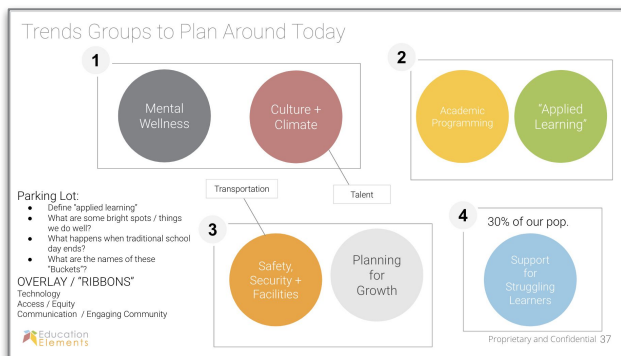 Trends Groups to Plan Around Today
1
Mental
Wellness
Culture +
Climate
2
Academic
Programming
"Applied
Learning"
Transportation
Talent
Parking Lot:
● Define "applied learning"
● What are some bright spots / things
we do well?
● What happens when traditional school
day ends?
● What are the names of these
"Buckets"?
OVERLAY / "RIBBONS"
Technology
Access / Equity
Communication / Engaging Community
3
Safety,
Security +
Facilities
Planning
for
Growth
4
30% of our pop.
Support
for
Struggling
Learners
Education
Elements
Proprietary and Confidential 37